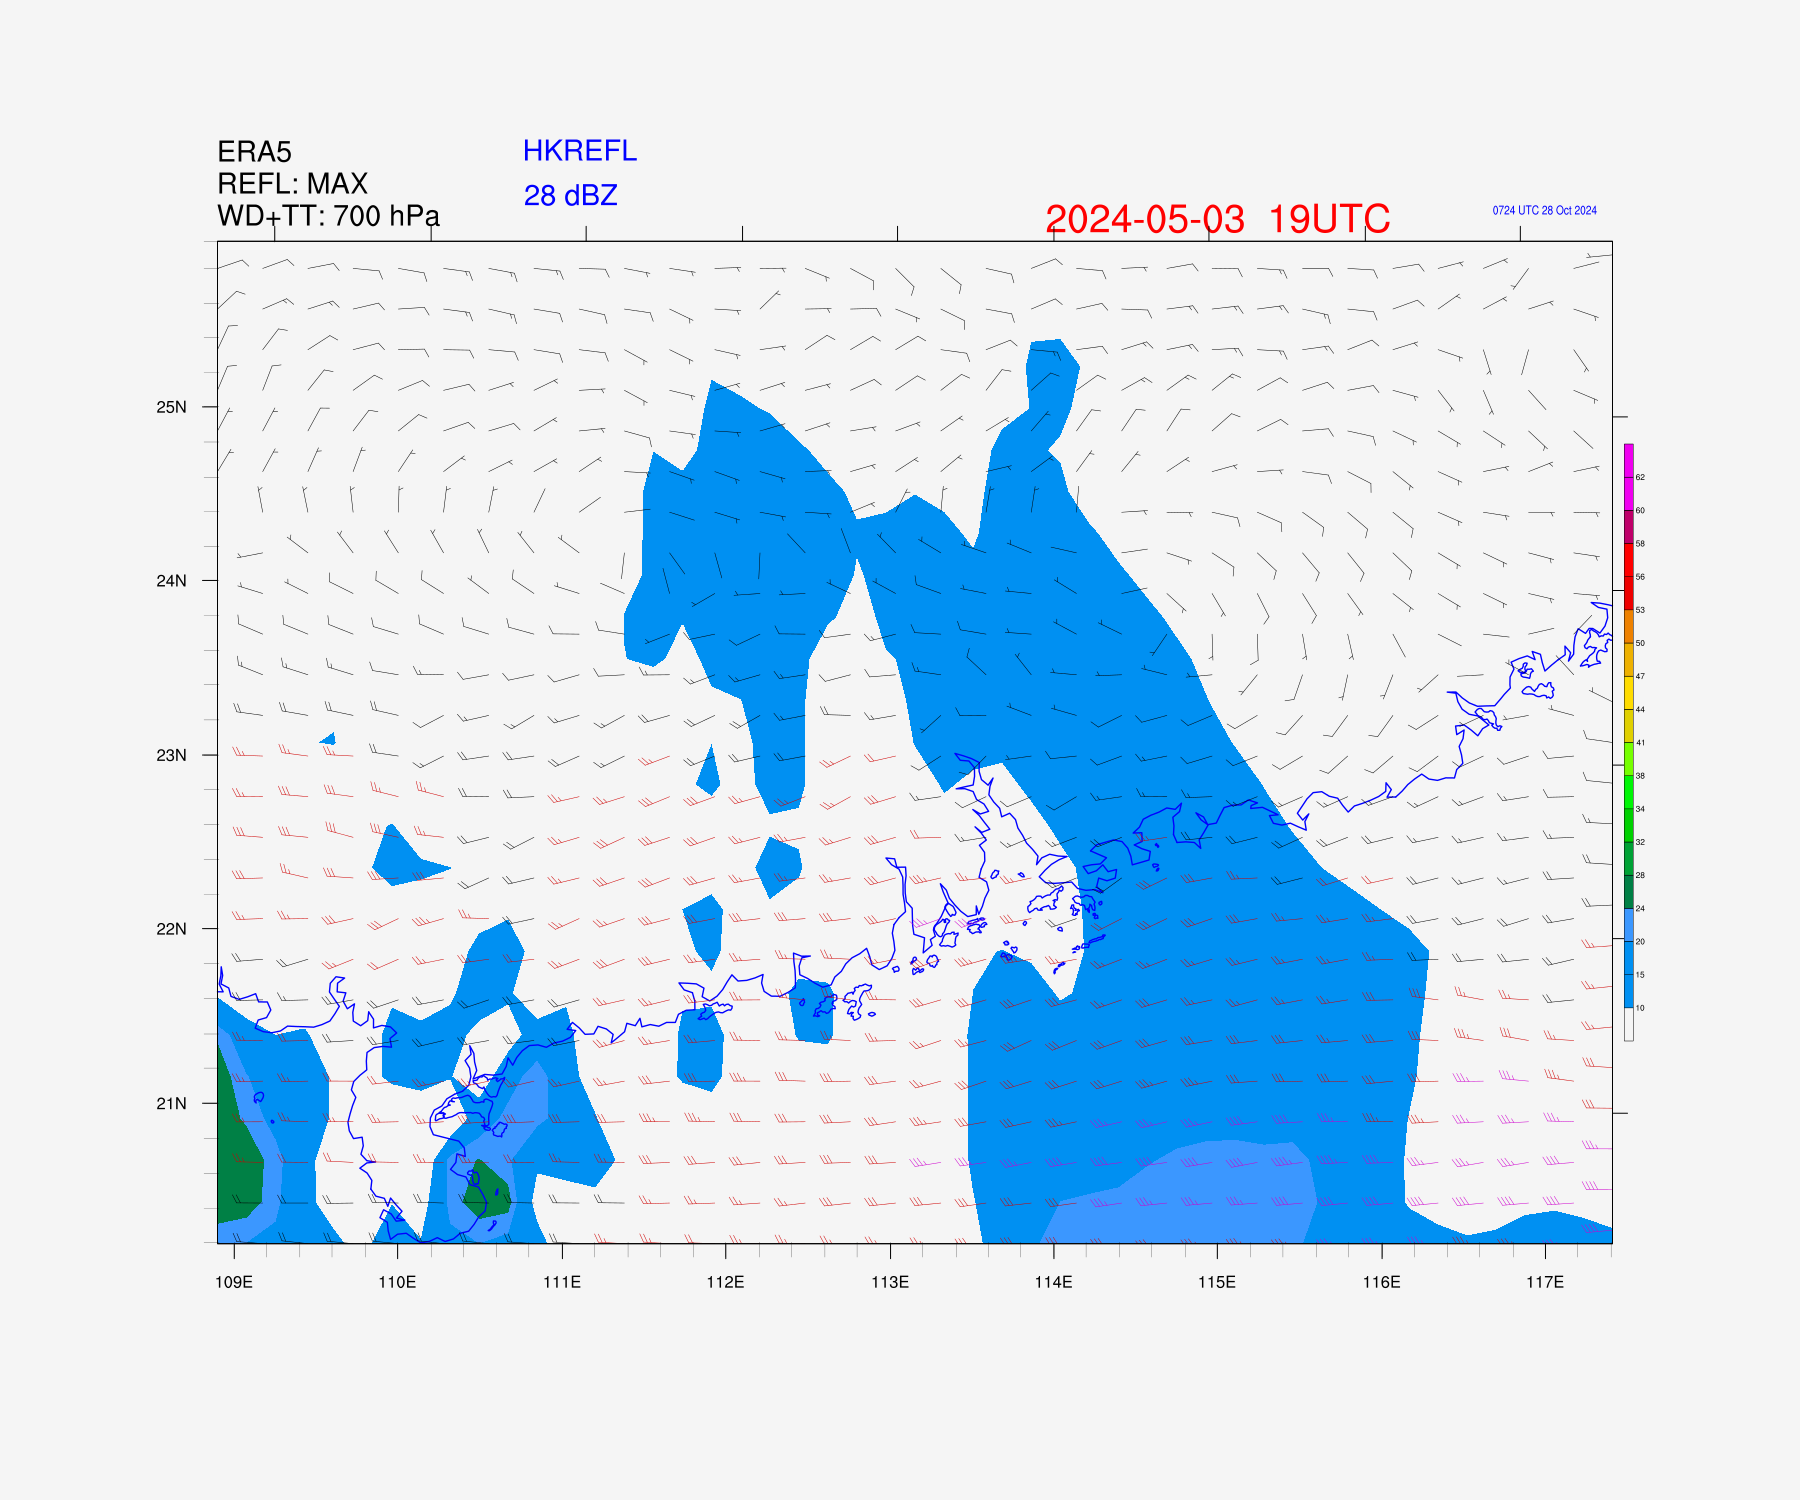 ERA5
HKREFL
REFL: MAX
28 dBZ
WD+TT: 700 hPa
2024-05-03 19UTC
0724 UTC 28 Oct 2024
25N
24N
23N
22N
21N
109E 110E 111E 112E 113E 114E 115E 116E 117E
62
60
58
56
53
50
47
44
41
38
34
32
28
24
20
15
10